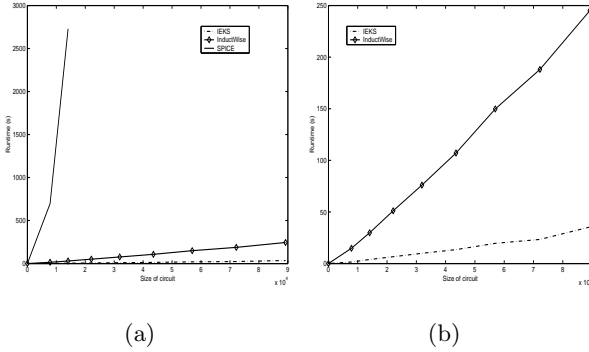 3000
2500
2000
1500
1000
500
0
Runtime (s)
IEKS
InductWise
SPICE
0 1 2 3 4 5 6 7 8 9
Size of circuit
x 10⁴
(a)
250
200
150
100
50
0
Runtime (s)
IEKS
InductWise
0 1 2 3 4 5 6 7 8
Size of circuit
x 10⁴
(b)